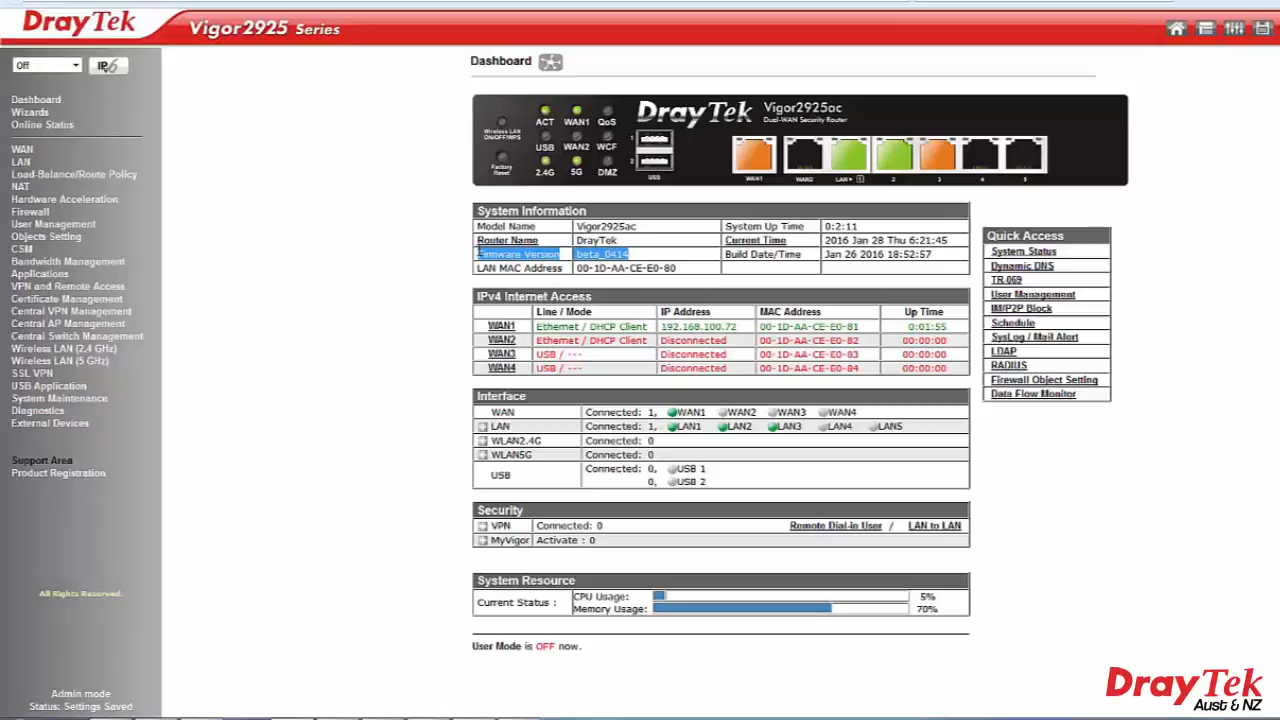 DrayTek Vigor2925 Series
Off IPv6
Dashboard
Wizards
Online Status
WAN
LAN
Load-Balance/Route Policy
NAT
Hardware Acceleration
Firewall
User Management
Objects Setting
CSM
Bandwidth Management
Applications
VPN and Remote Access
Certificate Management
Central VPN Management
Central AP Management
Central Switch Management
Wireless LAN (2.4 GHz)
Wireless LAN (5 GHz)
SSL VPN
USB Application
System Maintenance
Diagnostics
External Devices
Support Area
Product Registration
All Rights Reserved.
Admin mode
Status: Settings Saved
Dashboard
Wireless LAN
ON/OFF/WPS
Factory
Reset
ACT WAN1 QoS
USB WAN2 WCF
2.4G 5G DMZ
1
2
USB
DrayTek Vigor2925ac
Dual-WAN Security Router
WAN1 WAN2 LAN 1 2 3 4 5
System Information
Model Name Vigor2925ac System Up Time 0:2:11
Router Name DrayTek Current Time 2016 Jan 28 Thu 6:21:45
Firmware Version beta_0414 Build Date/Time Jan 26 2016 18:52:57
LAN MAC Address 00-1D-AA-CE-E0-80
IPv4 Internet Access
Line / Mode IP Address MAC Address Up Time
WAN1 Ethernet / DHCP Client 192.168.100.72 00-1D-AA-CE-E0-81 0:01:55
WAN2 Ethernet / DHCP Client Disconnected 00-1D-AA-CE-E0-82 00:00:00
WAN3 USB / --- Disconnected 00-1D-AA-CE-E0-83 00:00:00
WAN4 USB / --- Disconnected 00-1D-AA-CE-E0-84 00:00:00
Interface
WAN Connected: 1, WAN1 WAN2 WAN3 WAN4
LAN Connected: 1, LAN1 LAN2 LAN3 LAN4 LAN5
WLAN2.4G Connected: 0
WLAN5G Connected: 0
USB Connected: 0, USB 1
0, USB 2
Security
VPN Connected: 0 Remote Dial-in User / LAN to LAN
MyVigor Activate : 0
System Resource
Current Status : CPU Usage: 5%
Memory Usage: 70%
User Mode is OFF now.
Quick Access
System Status
Dynamic DNS
TR-069
User Management
IM/P2P Block
Schedule
SysLog / Mail Alert
LDAP
RADIUS
Firewall Object Setting
Data Flow Monitor
DrayTek
Aust & NZ